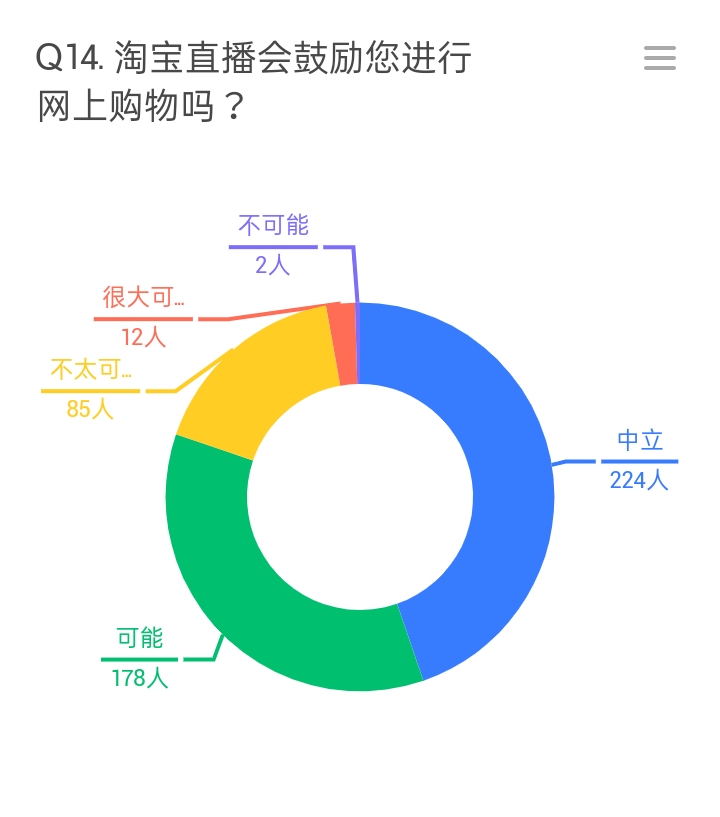 Q14. 淘宝直播会鼓励您进行
网上购物吗？
不可能
2人
很大可...
12人
不太可...
85人
中立
224人
可能
178人